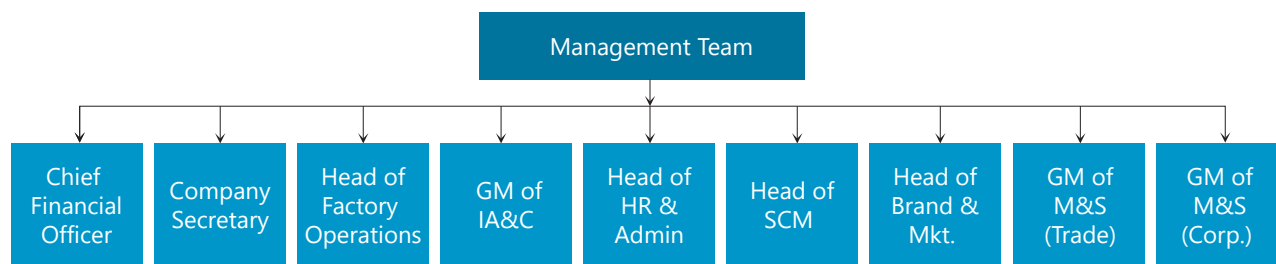 Management Team
Chief
Financial
Officer
Company
Secretary
Head of
Factory
Operations
GM of
IA&C
Head of
HR &
Admin
Head of
SCM
Head of
Brand &
Mkt.
GM of
M&S
(Trade)
GM of
M&S
(Corp.)